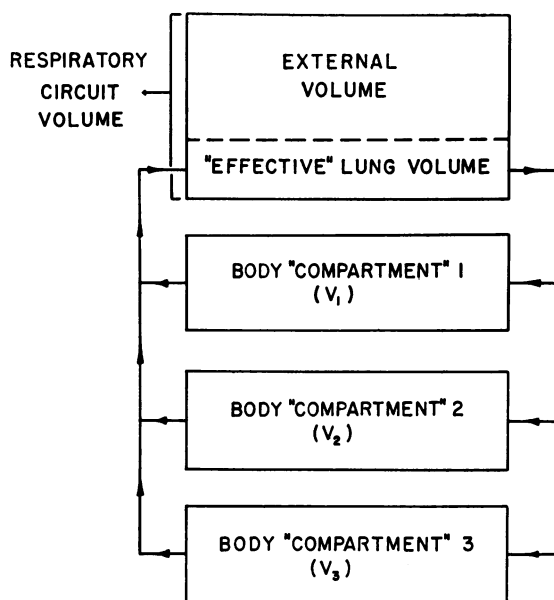 RESPIRATORY
CIRCUIT
VOLUME
EXTERNAL
VOLUME
"EFFECTIVE" LUNG VOLUME
BODY "COMPARTMENT" 1
(V₁)
BODY "COMPARTMENT" 2
(V₂)
BODY "COMPARTMENT" 3
(V₃)